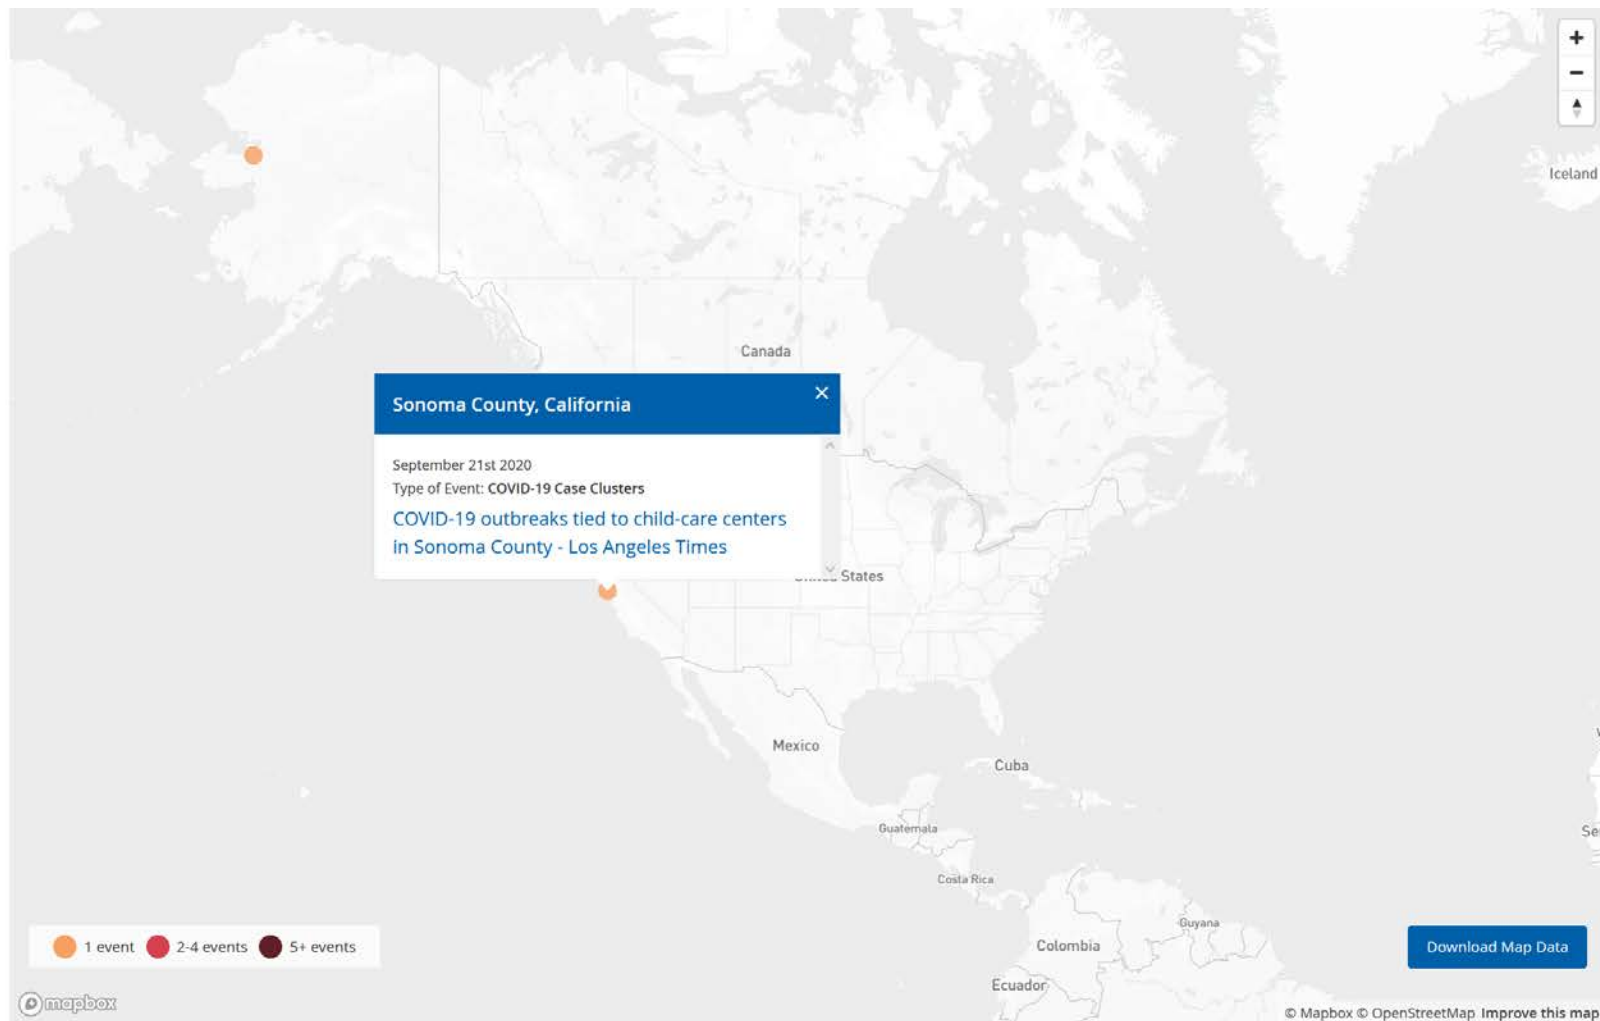 +
−
Iceland
Canada
Sonoma County, California
×
September 21st 2020
Type of Event: COVID-19 Case Clusters
COVID-19 outbreaks tied to child-care centers
in Sonoma County - Los Angeles Times
States
Mexico
Cuba
Guatemala
Costa Rica
Guyana
Colombia
Ecuador
1 event 2-4 events 5+ events
Download Map Data
mapbox
© Mapbox © OpenStreetMap Improve this map